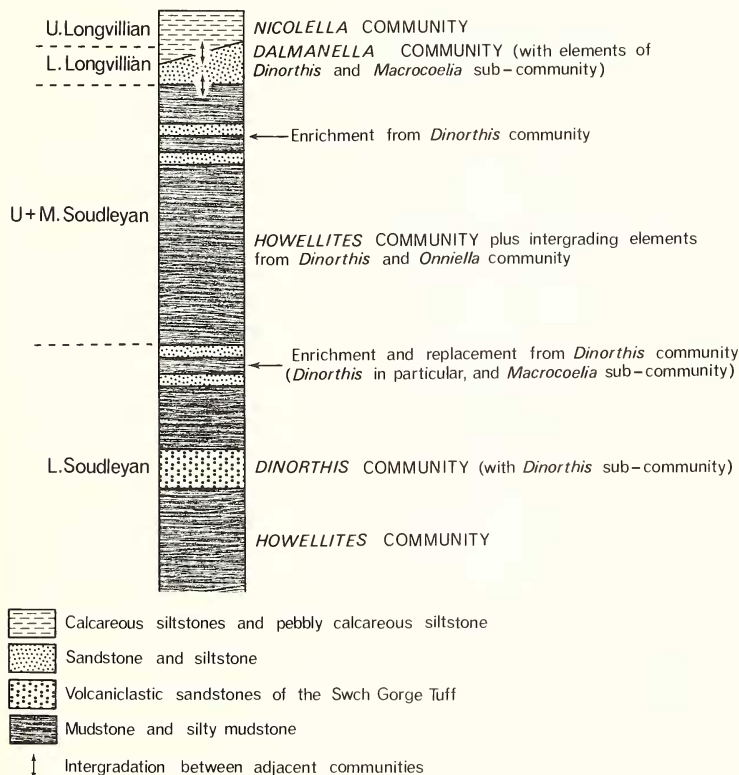 U. Longvillian
NICOLELLA COMMUNITY
DALMANELLA COMMUNITY (with elements of
L. Longvillian
Dinorthis and Macrocoelia sub-community)
Enrichment from Dinorthis community
U+M. Soudleyan
HOWELLITES COMMUNITY plus intergrading elements
from Dinorthis and Onniella community
Enrichment and replacement from Dinorthis community
(Dinorthis in particular, and Macrocoelia sub-community)
L. Soudleyan
DINORTHIS COMMUNITY (with Dinorthis sub-community)
HOWELLITES COMMUNITY
Calcareous siltstones and pebbly calcareous siltstone
Sandstone and siltstone
Volcaniclastic sandstones of the Swch Gorge Tuff
Mudstone and silty mudstone
Intergradation between adjacent communities